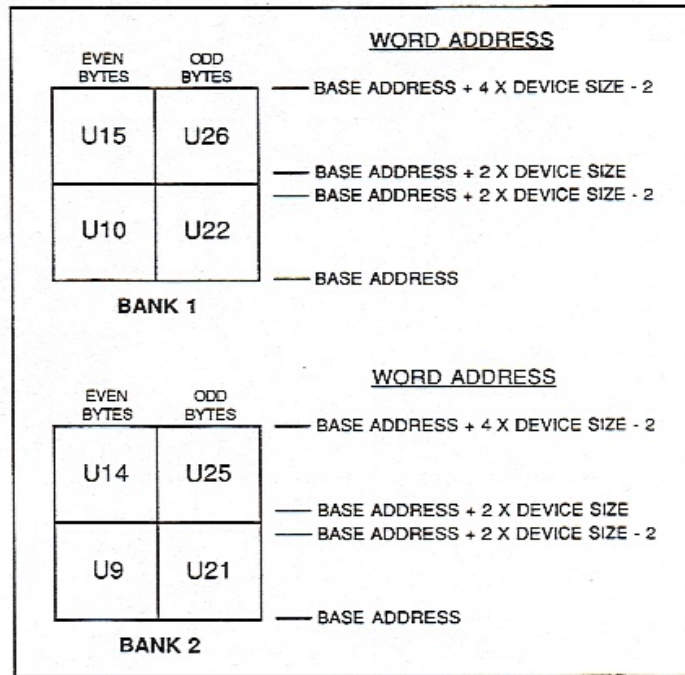 WORD ADDRESS
EVEN BYTES
ODD BYTES
BASE ADDRESS + 4 X DEVICE SIZE - 2
U15 U26
BASE ADDRESS + 2 X DEVICE SIZE
BASE ADDRESS + 2 X DEVICE SIZE - 2
U10 U22
BASE ADDRESS
BANK 1
WORD ADDRESS
EVEN BYTES
ODD BYTES
BASE ADDRESS + 4 X DEVICE SIZE - 2
U14 U25
BASE ADDRESS + 2 X DEVICE SIZE
BASE ADDRESS + 2 X DEVICE SIZE - 2
U9 U21
BASE ADDRESS
BANK 2